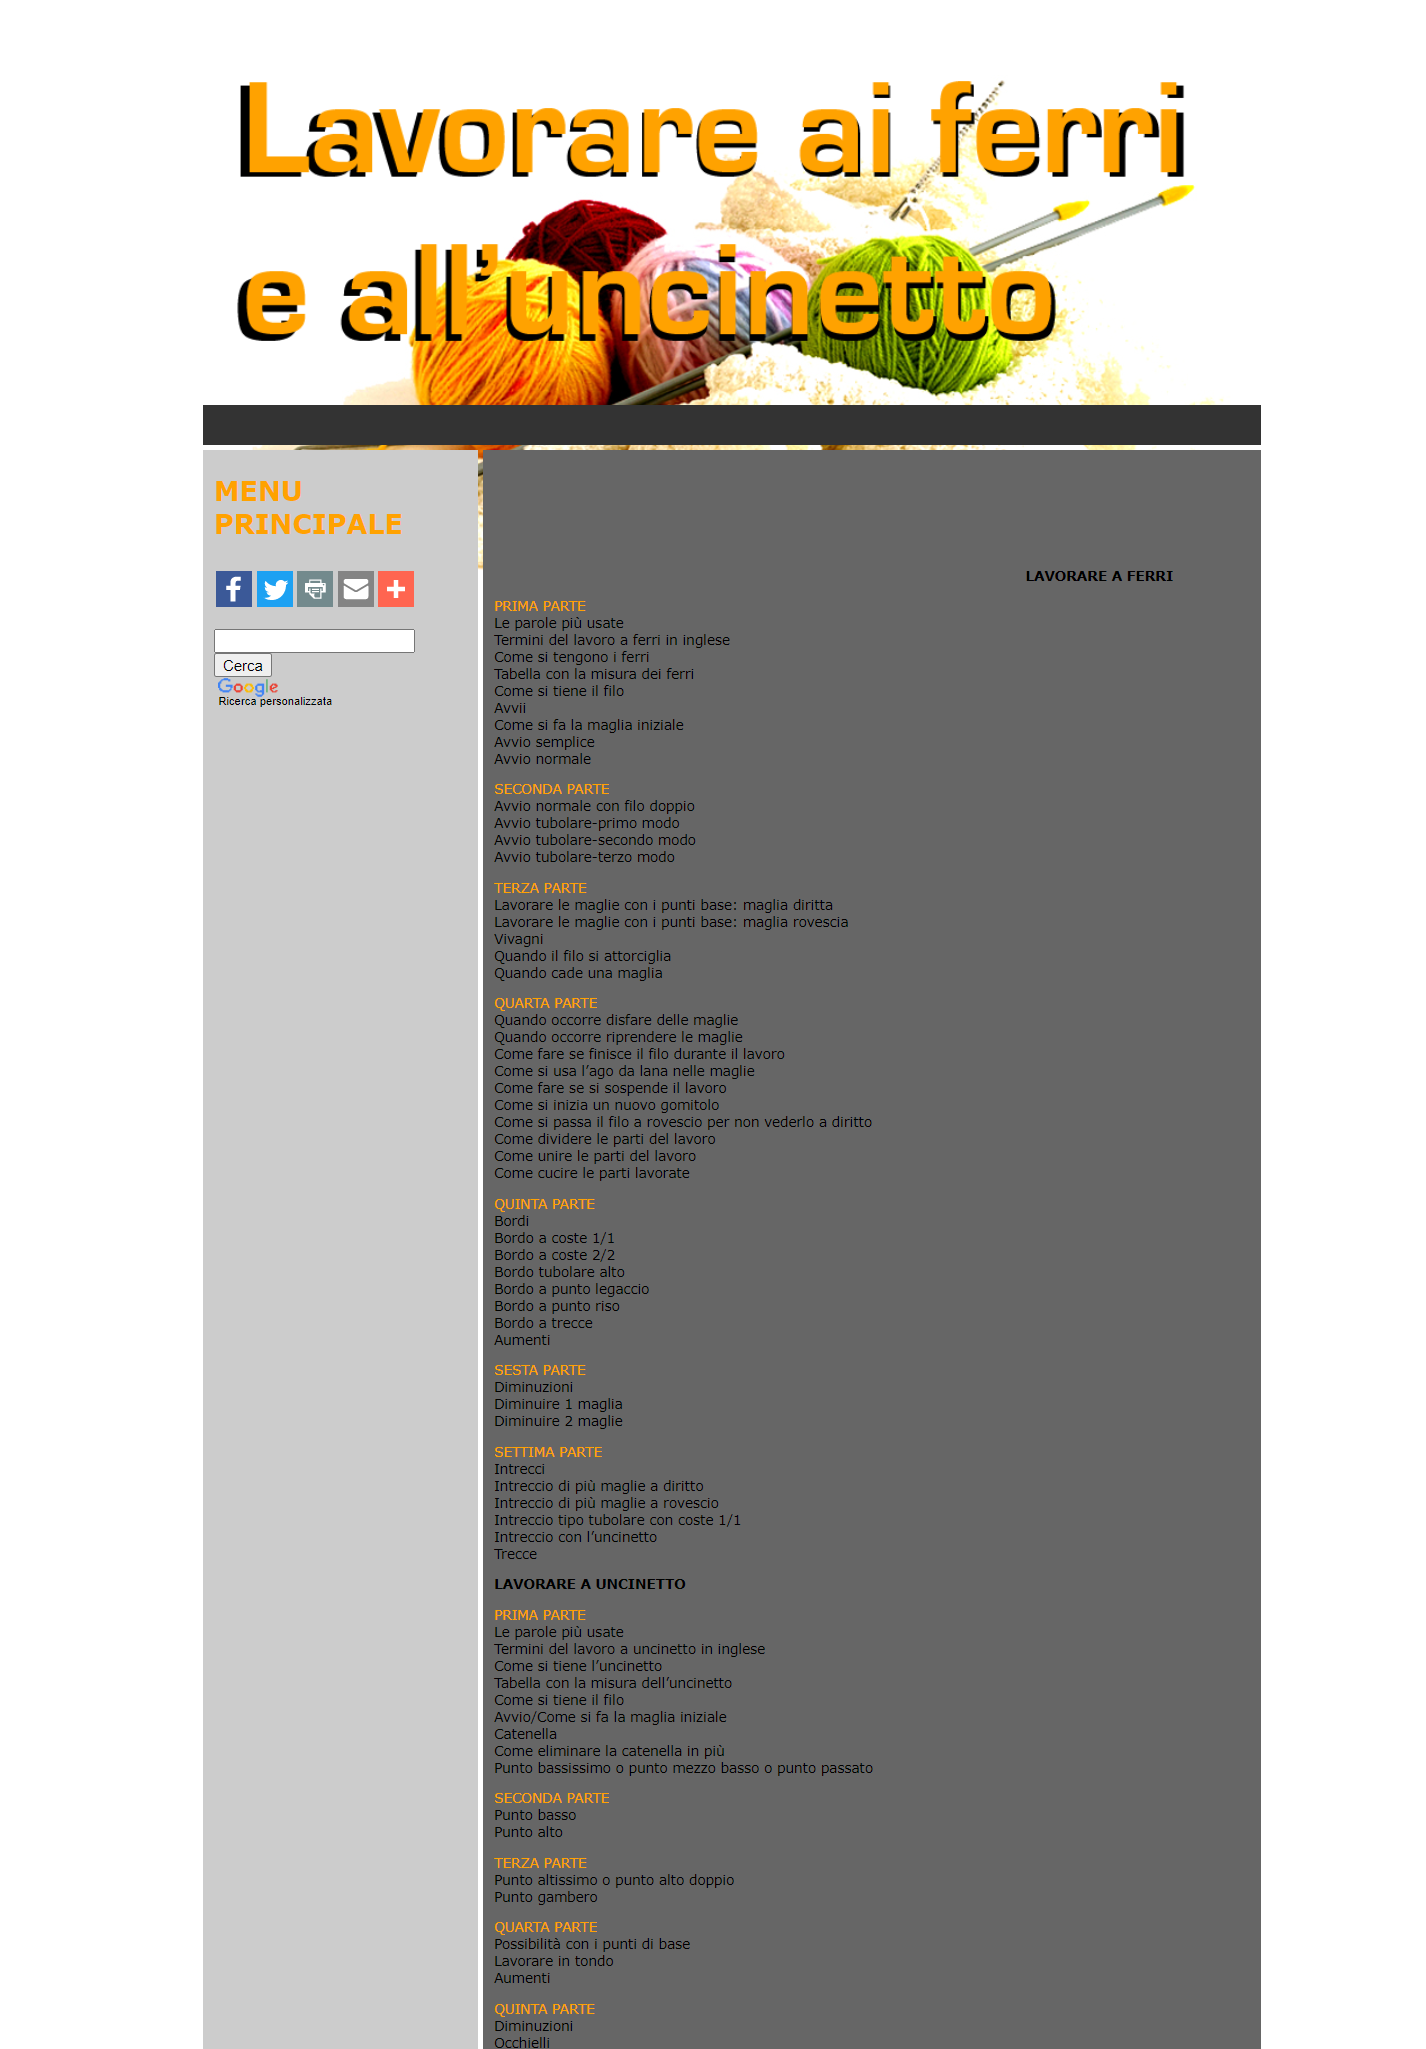 Lavorare ai ferri
e all'uncinetto
MENU
PRINCIPALE
Cerca
Google
Ricerca personalizzata
LAVORARE A FERRI
PRIMA PARTE
Le parole più usate
Termini del lavoro a ferri in inglese
Come si tengono i ferri
Tabella con la misura dei ferri
Come si tiene il filo
Avvii
Come si fa la maglia iniziale
Avvio semplice
Avvio normale
SECONDA PARTE
Avvio normale con filo doppio
Avvio tubolare-primo modo
Avvio tubolare-secondo modo
Avvio tubolare-terzo modo
TERZA PARTE
Lavorare le maglie con i punti base: maglia diritta
Lavorare le maglie con i punti base: maglia rovescia
Vivagni
Quando il filo si attorciglia
Quando cade una maglia
QUARTA PARTE
Quando occorre disfare delle maglie
Quando occorre riprendere le maglie
Come fare se finisce il filo durante il lavoro
Come si usa l’ago da lana nelle maglie
Come fare se si sospende il lavoro
Come si inizia un nuovo gomitolo
Come si passa il filo a rovescio per non vederlo a diritto
Come dividere le parti del lavoro
Come unire le parti del lavoro
Come cucire le parti lavorate
QUINTA PARTE
Bordi
Bordo a coste 1/1
Bordo a coste 2/2
Bordo tubolare alto
Bordo a punto legaccio
Bordo a punto riso
Bordo a trecce
Aumenti
SESTA PARTE
Diminuzioni
Diminuire 1 maglia
Diminuire 2 maglie
SETTIMA PARTE
Intrecci
Intreccio di più maglie a diritto
Intreccio di più maglie a rovescio
Intreccio tipo tubolare con coste 1/1
Intreccio con l’uncinetto
Trecce
LAVORARE A UNCINETTO
PRIMA PARTE
Le parole più usate
Termini del lavoro a uncinetto in inglese
Come si tiene l’uncinetto
Tabella con la misura dell’uncinetto
Come si tiene il filo
Avvio/Come si fa la maglia iniziale
Catenella
Come eliminare la catenella in più
Punto bassissimo o punto mezzo basso o punto passato
SECONDA PARTE
Punto basso
Punto alto
TERZA PARTE
Punto altissimo o punto alto doppio
Punto gambero
QUARTA PARTE
Possibilità con i punti di base
Lavorare in tondo
Aumenti
QUINTA PARTE
Diminuzioni
Occhielli